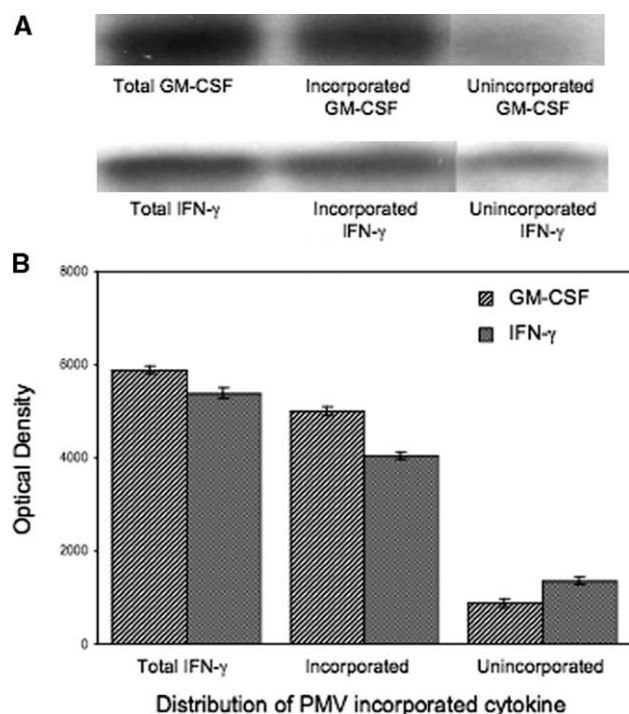 A
Total GM-CSF
Incorporated
GM-CSF
Unincorporated
GM-CSF
Total IFN-γ
Incorporated
IFN-γ
Unincorporated
IFN-γ
B
8000
6000
4000
2000
0
Optical Density
GM-CSF
IFN-γ
Total IFN-γ
Incorporated
Unincorporated
Distribution of PMV incorporated cytokine